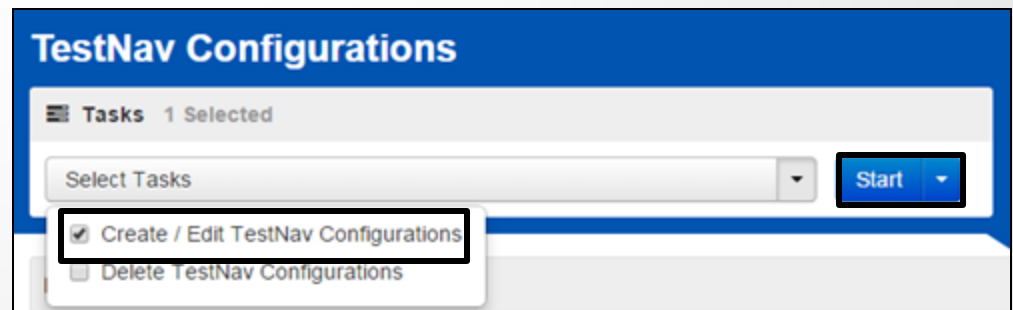 TestNav Configurations
Tasks 1 Selected
Select Tasks
Start
Create / Edit TestNav Configurations
Delete TestNav Configurations